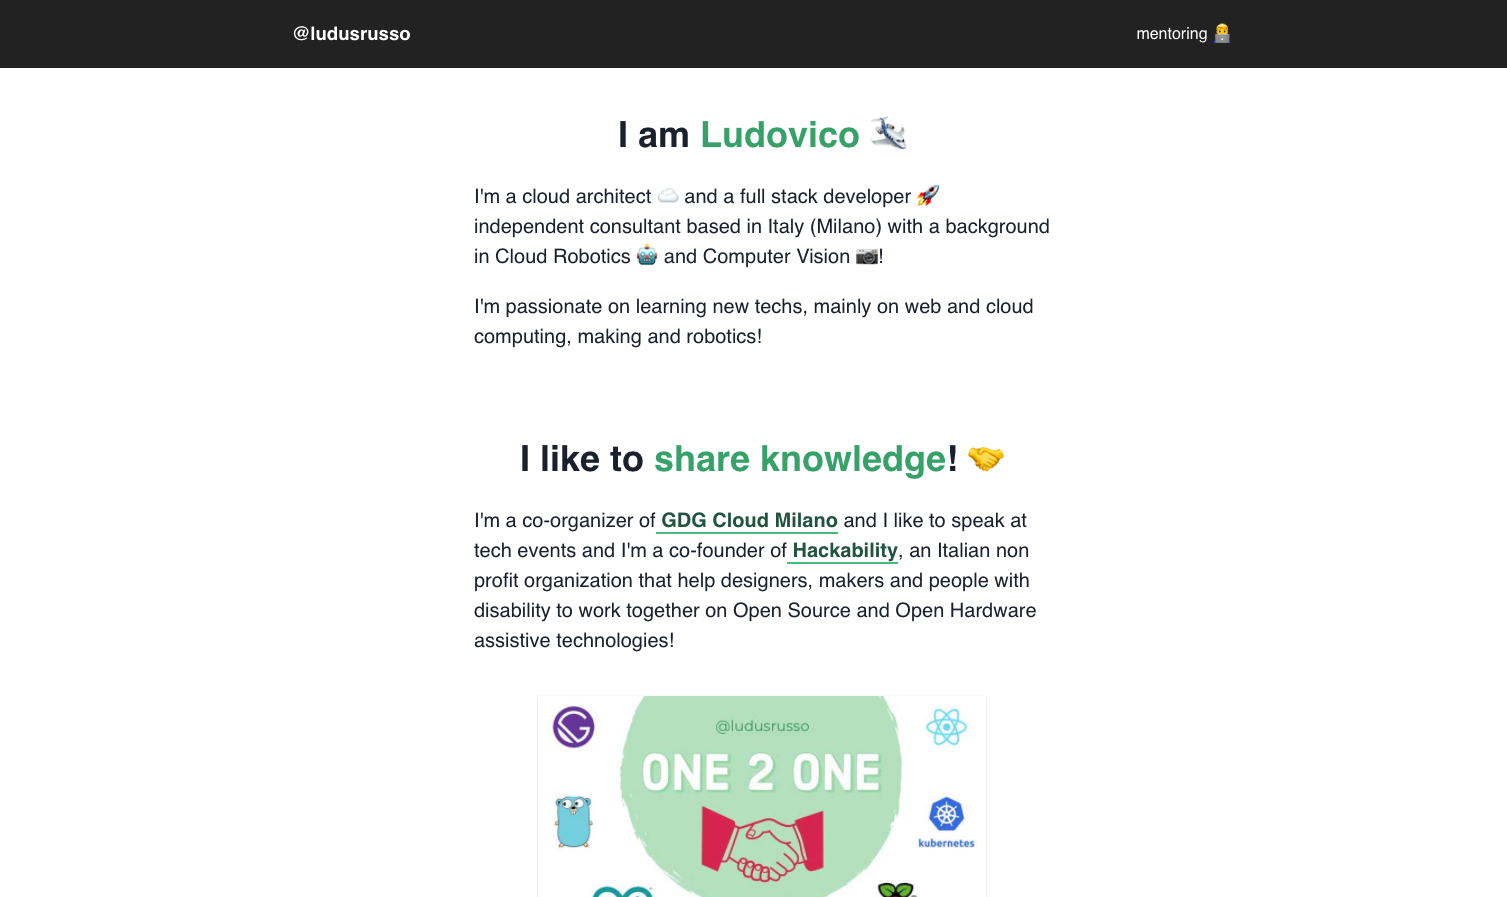 @ludusrusso
mentoring 👨‍💻
I am Ludovico 🛩️
I'm a cloud architect ☁️ and a full stack developer 🚀
independent consultant based in Italy (Milano) with a background
in Cloud Robotics 🤖 and Computer Vision 📷!
I'm passionate on learning new techs, mainly on web and cloud
computing, making and robotics!
I like to share knowledge! 🤝
I'm a co-organizer of GDG Cloud Milano and I like to speak at
tech events and I'm a co-founder of Hackability, an Italian non
profit organization that help designers, makers and people with
disability to work together on Open Source and Open Hardware
assistive technologies!
@ludusrusso
ONE 2 ONE
kubernetes